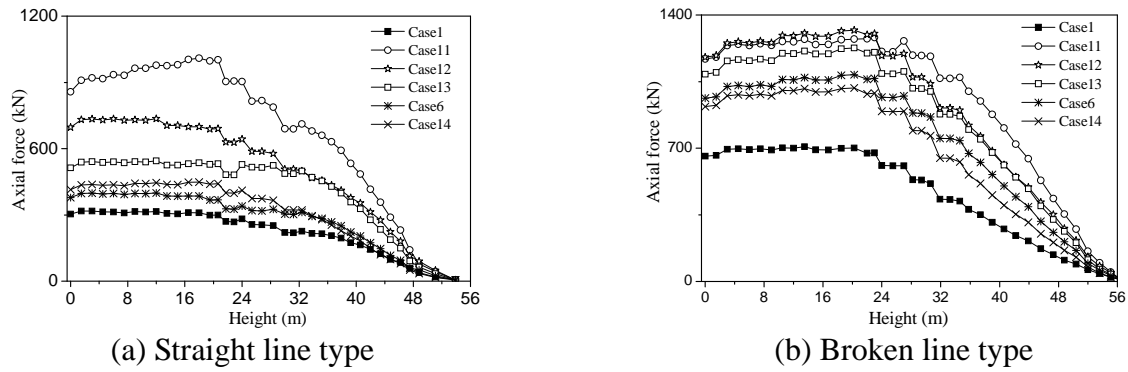 1200
600
0
Axial force (kN)
Case1
Case11
Case12
Case13
Case6
Case14
0 8 16 24 32 40 48 56
Height (m)
(a) Straight line type
1400
700
0
Axial force (kN)
Case1
Case11
Case12
Case13
Case6
Case14
0 8 16 24 32 40 48 56
Height (m)
(b) Broken line type